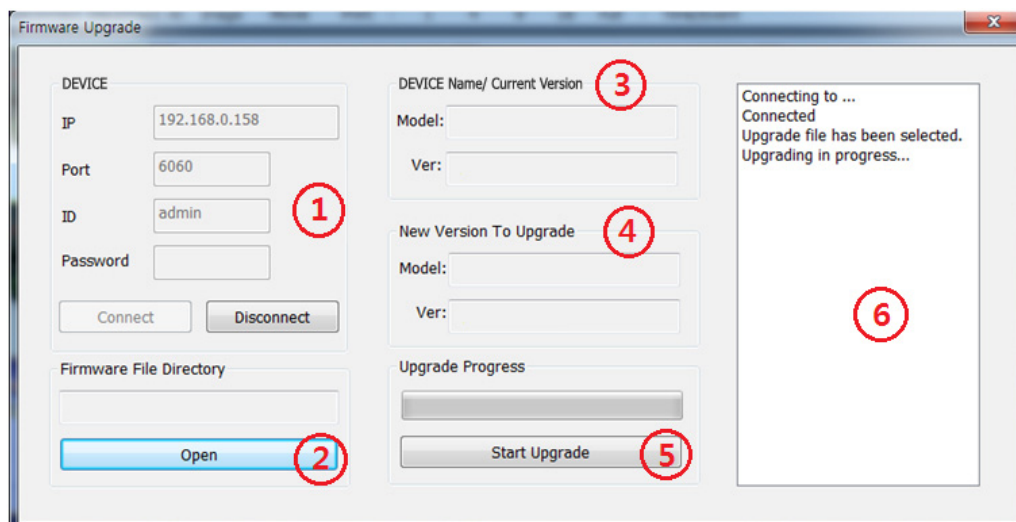 Firmware Upgrade
DEVICE
IP 192.168.0.158
Port 6060
ID admin
Password
Connect Disconnect
1
Firmware File Directory
Open
2
DEVICE Name/ Current Version
3
Model:
Ver:
New Version To Upgrade
4
Model:
Ver:
Upgrade Progress
Start Upgrade
5
Connecting to ...
Connected
Upgrade file has been selected.
Upgrading in progress...
6